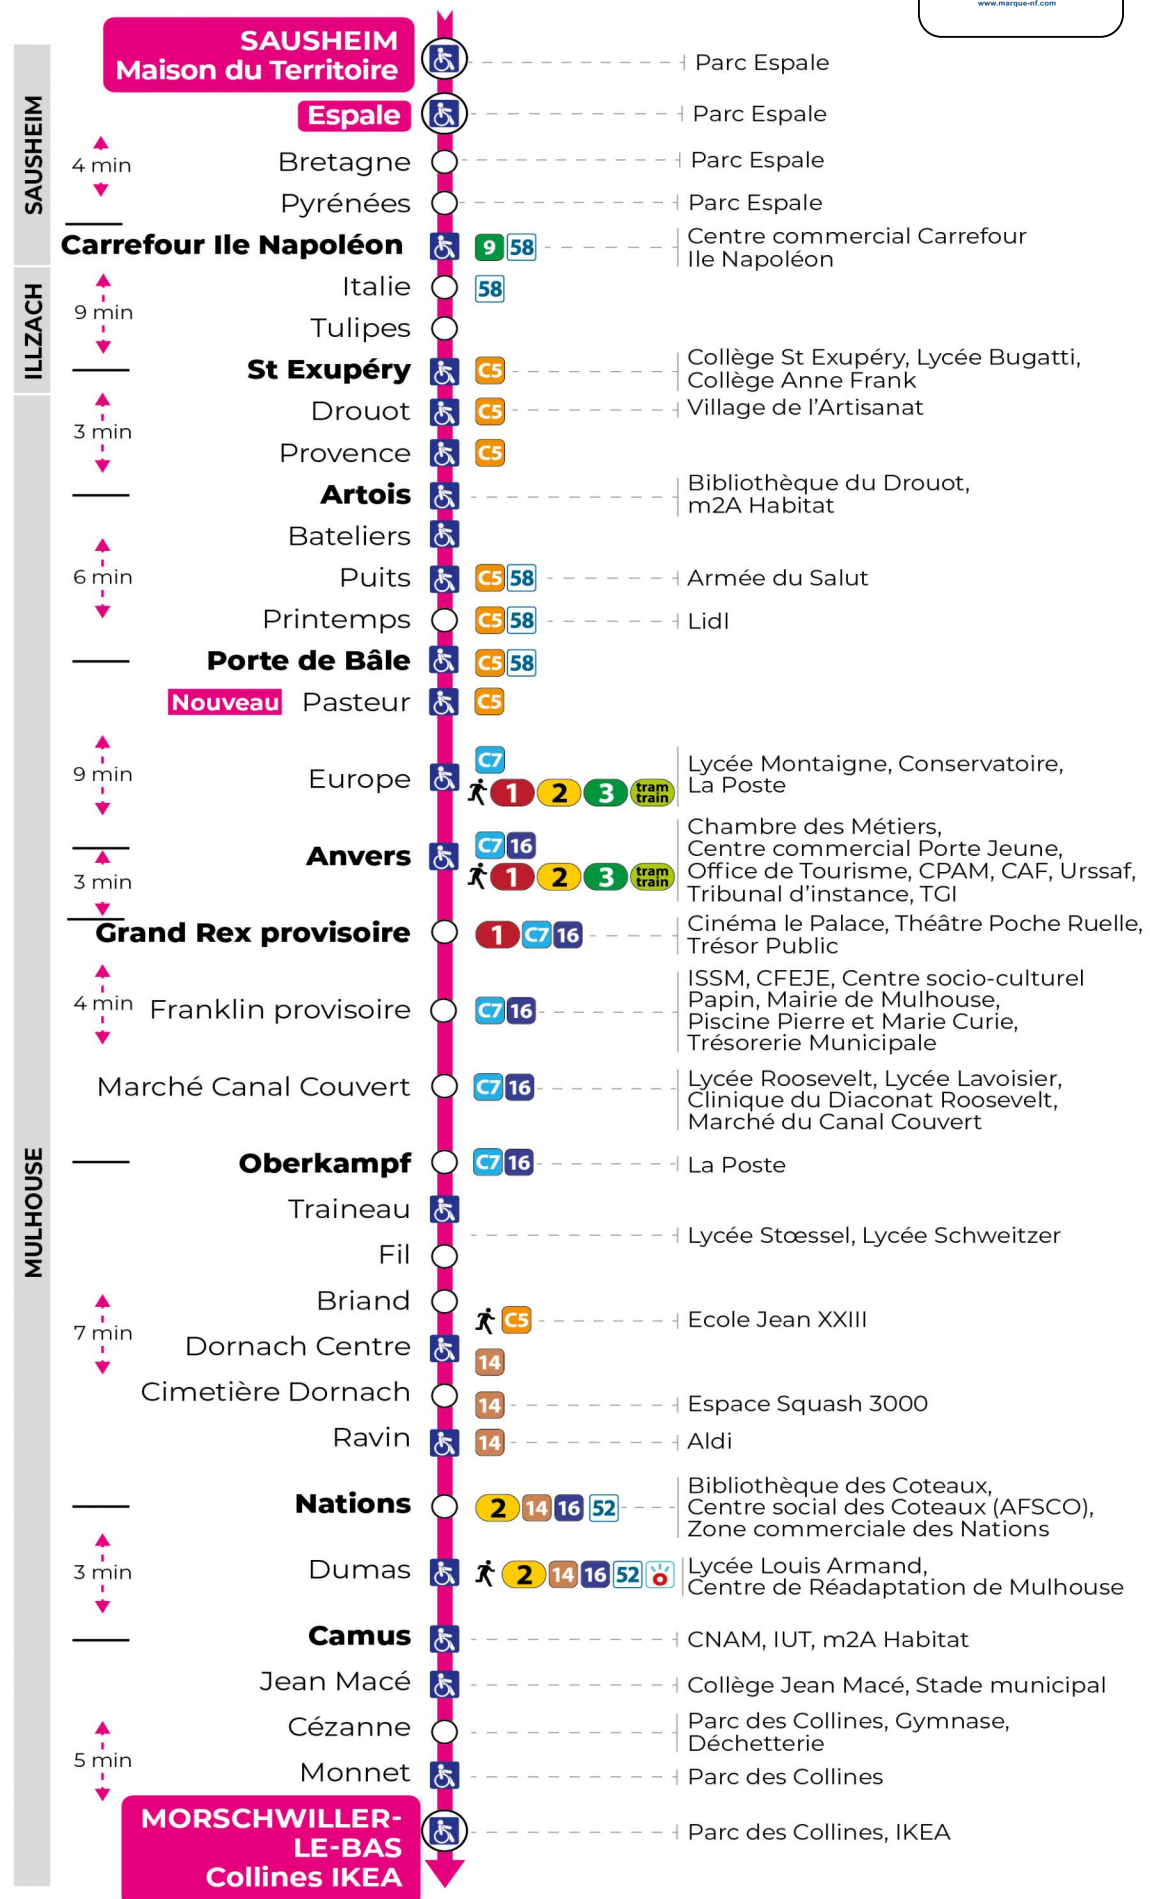 www.marque-nf.com
SAUSHEIM
Maison du Territoire
Parc Espale
Espale
Parc Espale
SAUSHEIM
4 min
Bretagne
Parc Espale
Pyrénées
Parc Espale
Carrefour Ile Napoléon
9 58
Centre commercial Carrefour
Ile Napoléon
ILLZACH
9 min
Italie
58
Tulipes
St Exupéry
C5
Collège St Exupéry, Lycée Bugatti,
Collège Anne Frank
MULHOUSE
3 min
Drouot
C5
Village de l’Artisanat
Provence
C5
Artois
Bibliothèque du Drouot,
m2A Habitat
Bateliers
6 min
Puits
C5 58
Armée du Salut
Printemps
C5 58
Lidl
Porte de Bâle
C5 58
Nouveau
Pasteur
C5
9 min
Europe
C7
1 2 3 tram
train
Lycée Montaigne, Conservatoire,
La Poste
Anvers
C7 16
1 2 3 tram
train
Chambre des Métiers,
Centre commercial Porte Jeune,
Office de Tourisme, CPAM, CAF, Urssaf,
Tribunal d’instance, TGI
3 min
Grand Rex provisoire
1 C7 16
Cinéma le Palace, Théâtre Poche Ruelle,
Trésor Public
4 min
Franklin provisoire
C7 16
ISSM, CFEJE, Centre socio-culturel
Papin, Mairie de Mulhouse,
Piscine Pierre et Marie Curie,
Trésorerie Municipale
Marché Canal Couvert
C7 16
Lycée Roosevelt, Lycée Lavoisier,
Clinique du Diaconat Roosevelt,
Marché du Canal Couvert
Oberkampf
C7 16
La Poste
Traineau
Lycée Stœssel, Lycée Schweitzer
Fil
Briand
7 min
C5
Ecole Jean XXIII
Dornach Centre
14
Cimetière Dornach
14
Espace Squash 3000
Ravin
14
Aldi
Nations
2 14 16 52
Bibliothèque des Coteaux,
Centre social des Coteaux (AFSCO),
Zone commerciale des Nations
3 min
Dumas
2 14 16 52
Lycée Louis Armand,
Centre de Réadaptation de Mulhouse
Camus
CNAM, IUT, m2A Habitat
Jean Macé
Collège Jean Macé, Stade municipal
Cézanne
Parc des Collines, Gymnase,
Déchetterie
5 min
Monnet
Parc des Collines
MORSCHWILLER-
LE-BAS
Collines IKEA
Parc des Collines, IKEA